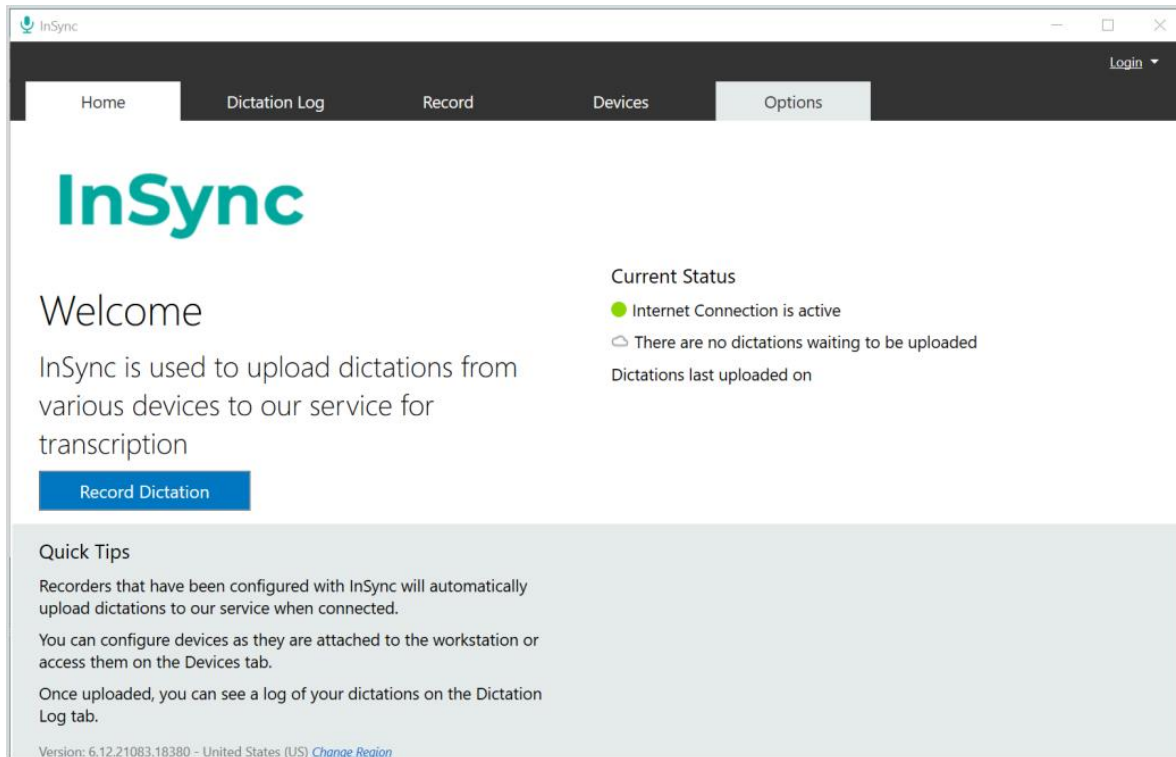 InSync
Login
Home Dictation Log Record Devices Options
InSync
Welcome
InSync is used to upload dictations from
various devices to our service for
transcription
Record Dictation
Current Status
Internet Connection is active
There are no dictations waiting to be uploaded
Dictations last uploaded on
Quick Tips
Recorders that have been configured with InSync will automatically
upload dictations to our service when connected.
You can configure devices as they are attached to the workstation or
access them on the Devices tab.
Once uploaded, you can see a log of your dictations on the Dictation
Log tab.
Version: 6.12.21083.18380 - United States (US) Change Region